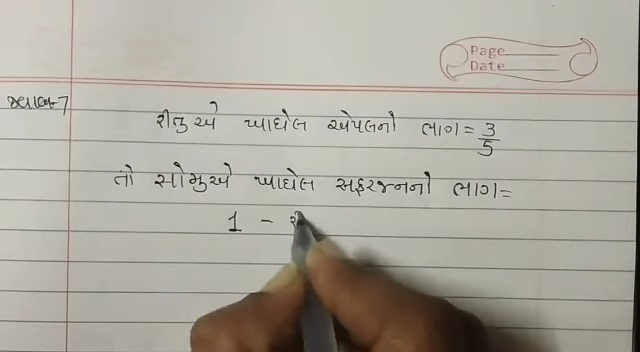 Page
Date
જવાબ-7
રીતુએ ખાધેલ એપલનો ભાગ = 3/5
તો સોમુએ ખાધેલ સફરજનનો ભાગ =
1 -